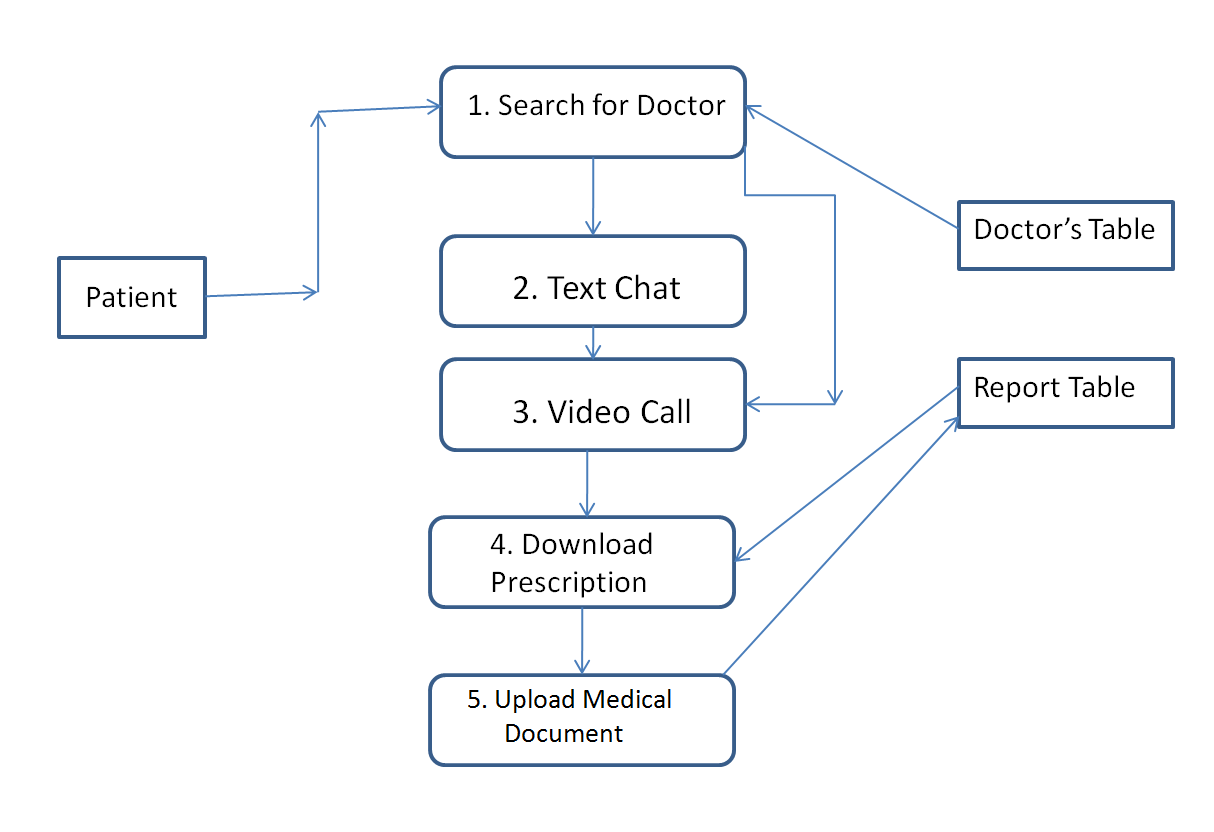 1. Search for Doctor
Doctor’s Table
2. Text Chat
Patient
Report Table
3. Video Call
4. Download
Prescription
5. Upload Medical
Document